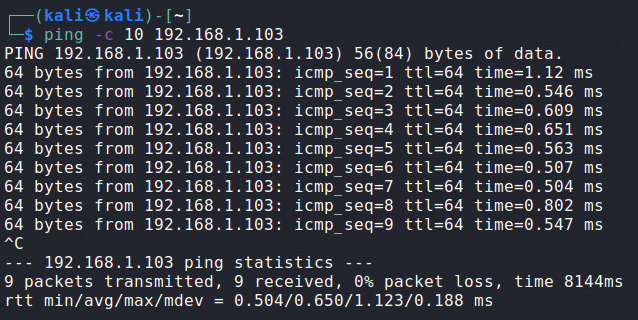 ┌──(kali㉿kali)-[~]
└─$ ping -c 10 192.168.1.103
PING 192.168.1.103 (192.168.1.103) 56(84) bytes of data.
64 bytes from 192.168.1.103: icmp_seq=1 ttl=64 time=1.12 ms
64 bytes from 192.168.1.103: icmp_seq=2 ttl=64 time=0.546 ms
64 bytes from 192.168.1.103: icmp_seq=3 ttl=64 time=0.609 ms
64 bytes from 192.168.1.103: icmp_seq=4 ttl=64 time=0.651 ms
64 bytes from 192.168.1.103: icmp_seq=5 ttl=64 time=0.563 ms
64 bytes from 192.168.1.103: icmp_seq=6 ttl=64 time=0.507 ms
64 bytes from 192.168.1.103: icmp_seq=7 ttl=64 time=0.504 ms
64 bytes from 192.168.1.103: icmp_seq=8 ttl=64 time=0.802 ms
64 bytes from 192.168.1.103: icmp_seq=9 ttl=64 time=0.547 ms
^C
--- 192.168.1.103 ping statistics ---
9 packets transmitted, 9 received, 0% packet loss, time 8144ms
rtt min/avg/max/mdev = 0.504/0.650/1.123/0.188 ms